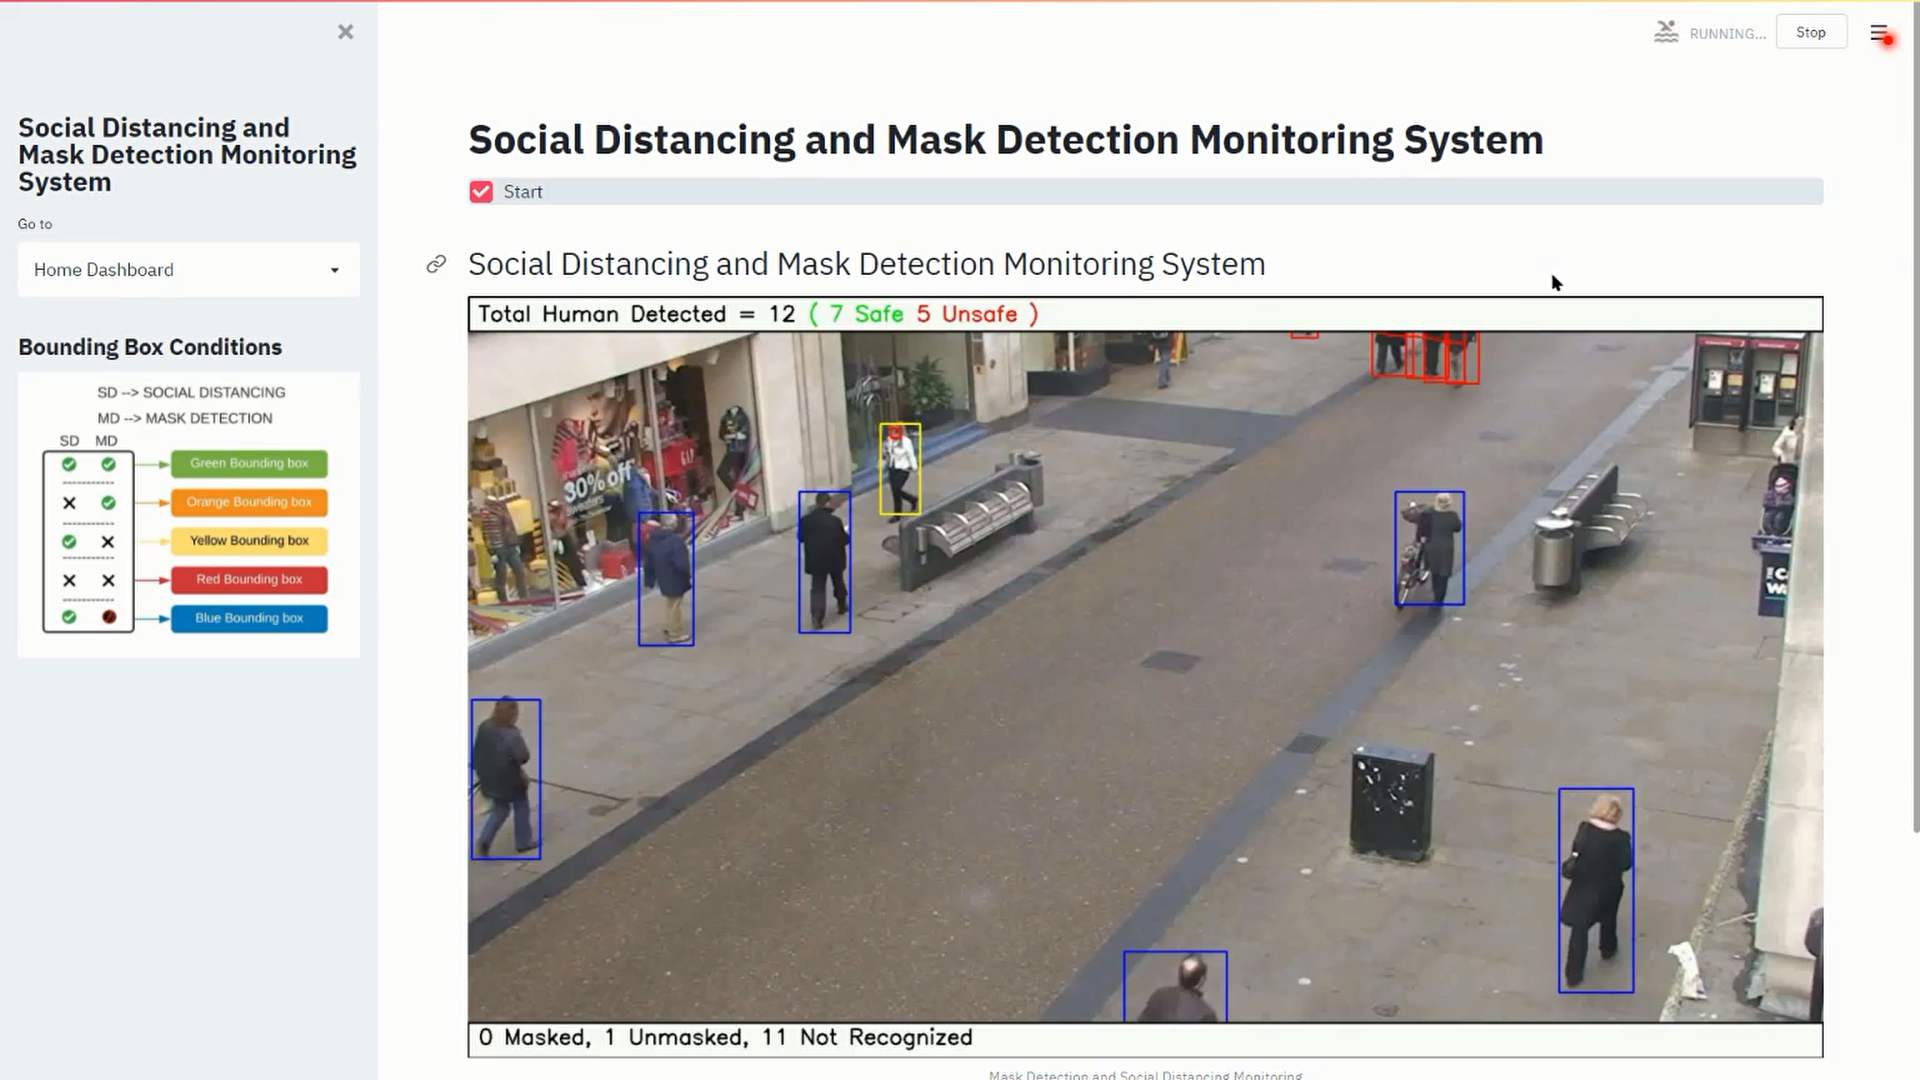 RUNNING...
Stop
Social Distancing and
Mask Detection Monitoring
System
Go to
Home Dashboard
Bounding Box Conditions
SD --> SOCIAL DISTANCING
MD --> MASK DETECTION
SD MD
Green Bounding box
Orange Bounding box
Yellow Bounding box
Red Bounding box
Blue Bounding box
Social Distancing and Mask Detection Monitoring System
Start
Social Distancing and Mask Detection Monitoring System
Total Human Detected = 12 ( 7 Safe 5 Unsafe )
30% off
GAP
0 Masked, 1 Unmasked, 11 Not Recognized
Mask Detection and Social Distancing Monitoring